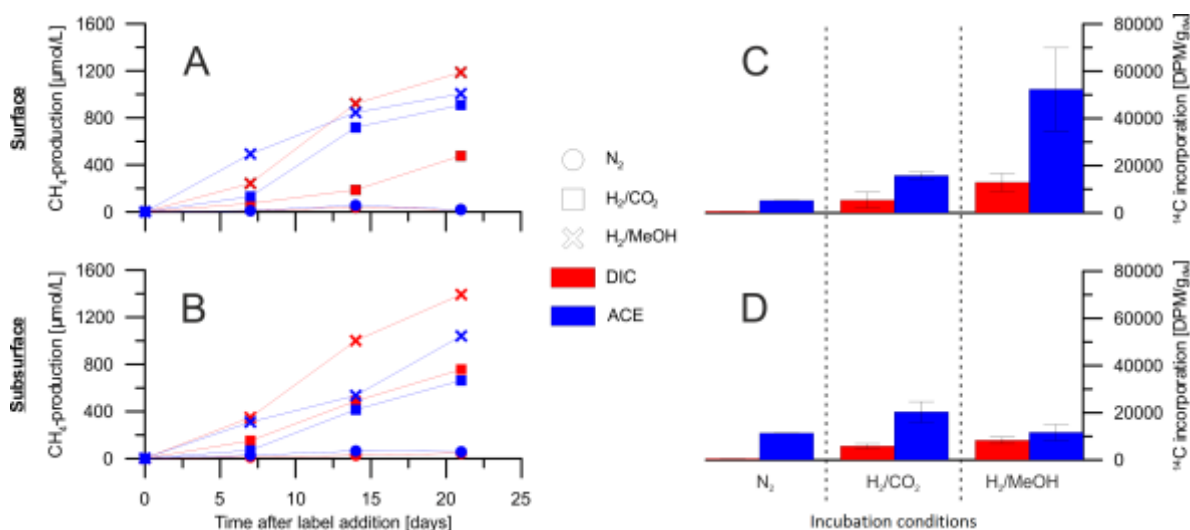 Surface
CH₄-production [µmol/L]
1600
1200
800
400
0
A
N₂
H₂/CO₂
H₂/MeOH
DIC
ACE
C
80000
60000
40000
20000
0
¹⁴C incorporation [DPM/g_dw]
Subsurface
CH₄-production [µmol/L]
1600
1200
800
400
0
B
0 5 10 15 20 25
Time after label addition [days]
D
80000
60000
40000
20000
0
¹⁴C incorporation [DPM/g_dw]
N₂ H₂/CO₂ H₂/MeOH
Incubation conditions